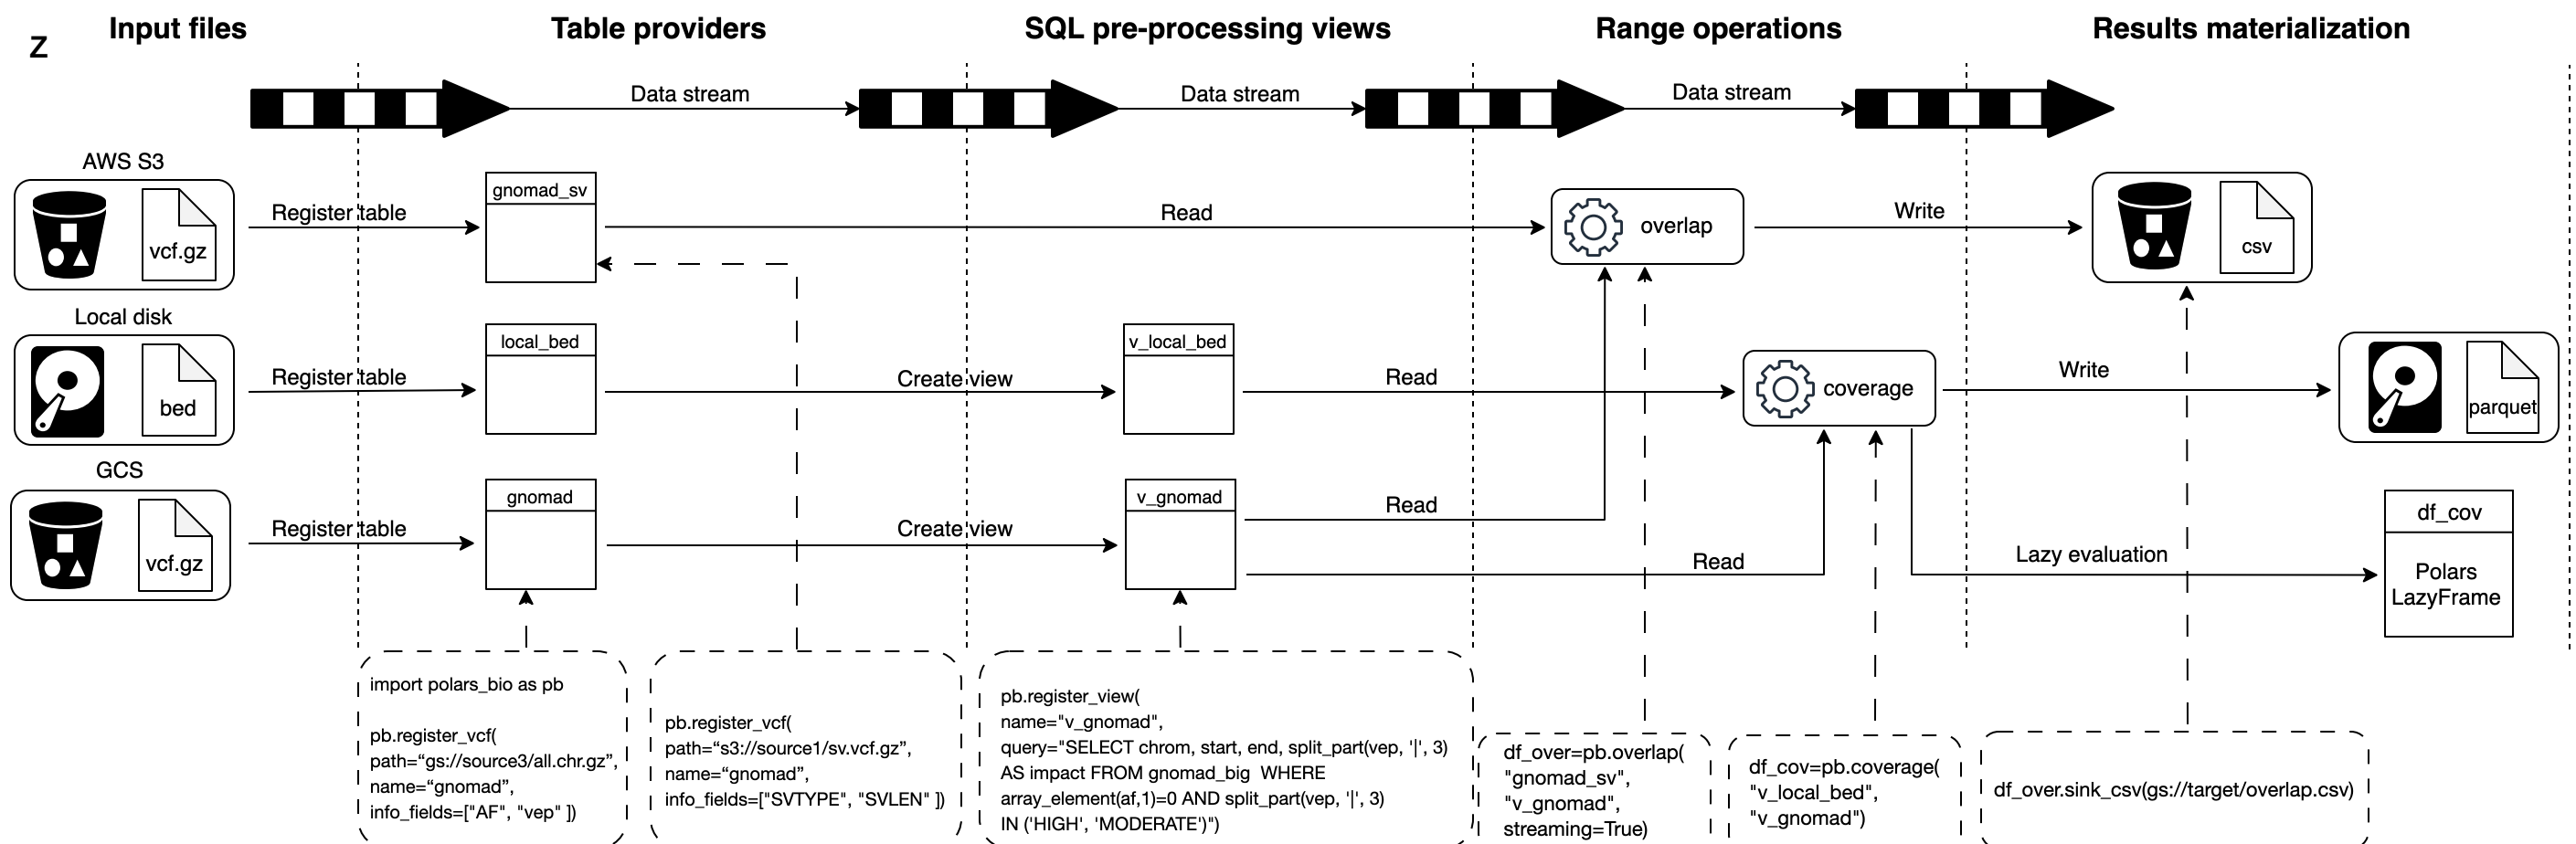 Z
Input files
Table providers
SQL pre-processing views
Range operations
Results materialization
Data stream
Data stream
Data stream
AWS S3
vcf.gz
Register table
gnomad_sv
Read
overlap
Write
csv
Local disk
bed
Register table
local_bed
Create view
v_local_bed
Read
coverage
Write
parquet
GCS
vcf.gz
Register table
gnomad
Create view
v_gnomad
Read
Read
Lazy evaluation
df_cov
Polars
LazyFrame
import polars_bio as pb
pb.register_vcf(
path=“gs://source3/all.chr.gz”,
name=“gnomad”,
info_fields=["AF", "vep" ])
pb.register_vcf(
path=“s3://source1/sv.vcf.gz”,
name=“gnomad”,
info_fields=["SVTYPE", "SVLEN" ])
pb.register_view(
name="v_gnomad",
query="SELECT chrom, start, end, split_part(vep, '|', 3)
AS impact FROM gnomad_big  WHERE
array_element(af,1)=0 AND split_part(vep, '|', 3)
IN ('HIGH', 'MODERATE')")
df_over=pb.overlap(
"gnomad_sv",
"v_gnomad",
streaming=True)
df_cov=pb.coverage(
"v_local_bed",
"v_gnomad")
df_over.sink_csv(gs://target/overlap.csv)